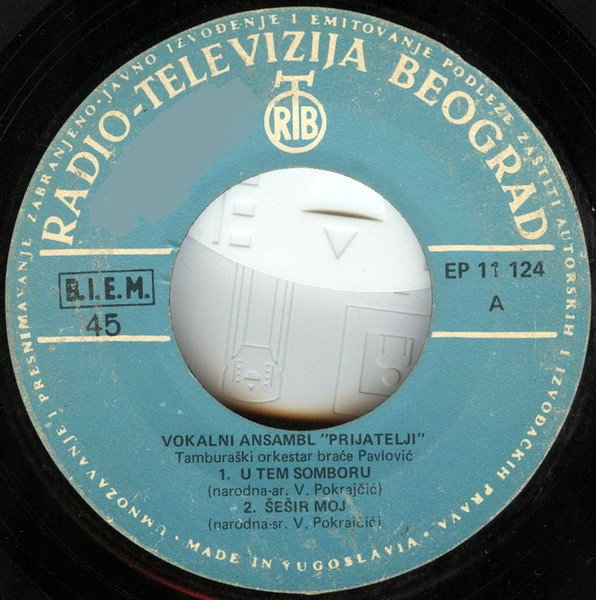 UMNOŽAVANJE I PRESNIMAVANJE ZABRANJENO · JAVNO IZVOĐENJE I EMITOVANJE PODLEŽE ZAŠTITI AUTORSKIH I IZVOĐAČKIH PRAVA ·
RADIO-TELEVIZIJA BEOGRAD
RTB
B.I.E.M.
45
EP 11 124
A
VOKALNI ANSAMBL "PRIJATELJI"
Tamburaški orkestar braće Pavlović
1. U TEM SOMBORU
(narodna-ar. V. Pokrajčić)
2. ŠEŠIR MOJ
(narodna-sr. V. Pokrajčić)
· MADE IN YUGOSLAVIA ·